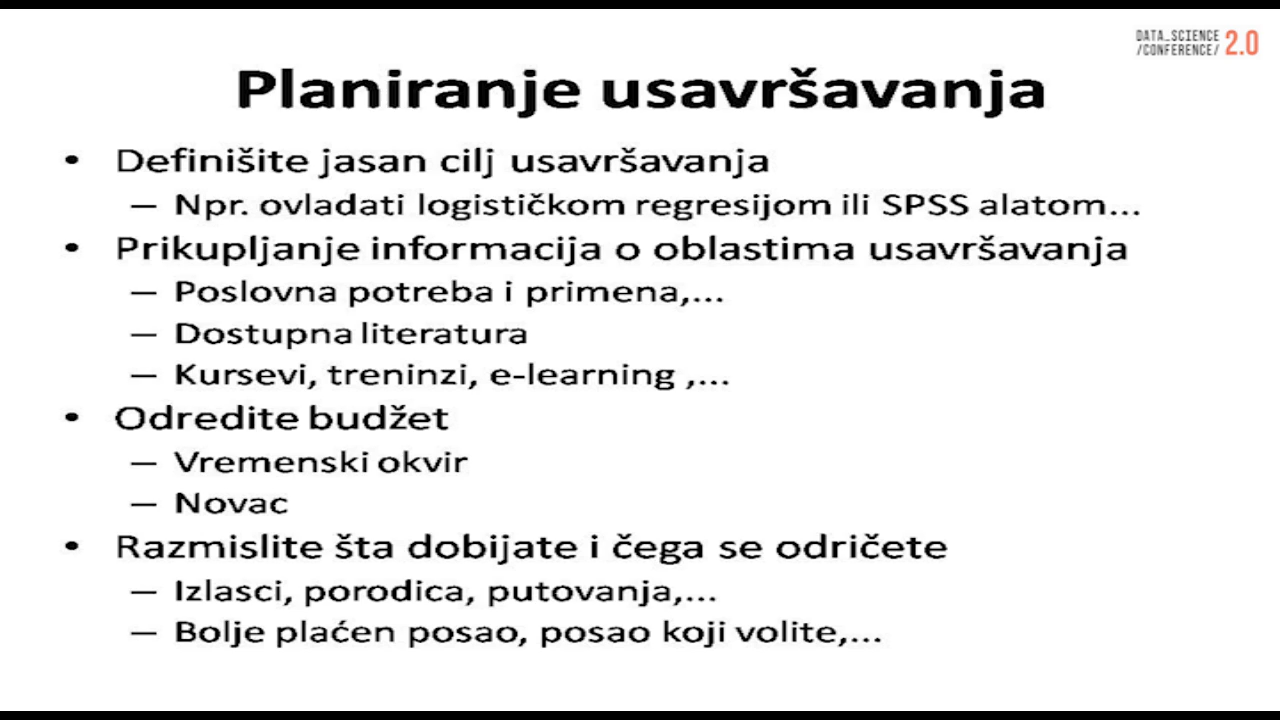 DATA_SCIENCE
/CONFERENCE/ 2.0
Planiranje usavršavanja
• Definišite jasan cilj usavršavanja
– Npr. ovladati logističkom regresijom ili SPSS alatom...
• Prikupljanje informacija o oblastima usavršavanja
– Poslovna potreba i primena,...
– Dostupna literatura
– Kursevi, treninzi, e-learning ,...
• Odredite budžet
– Vremenski okvir
– Novac
• Razmislite šta dobijate i čega se odričete
– Izlasci, porodica, putovanja,...
– Bolje plaćen posao, posao koji volite,...